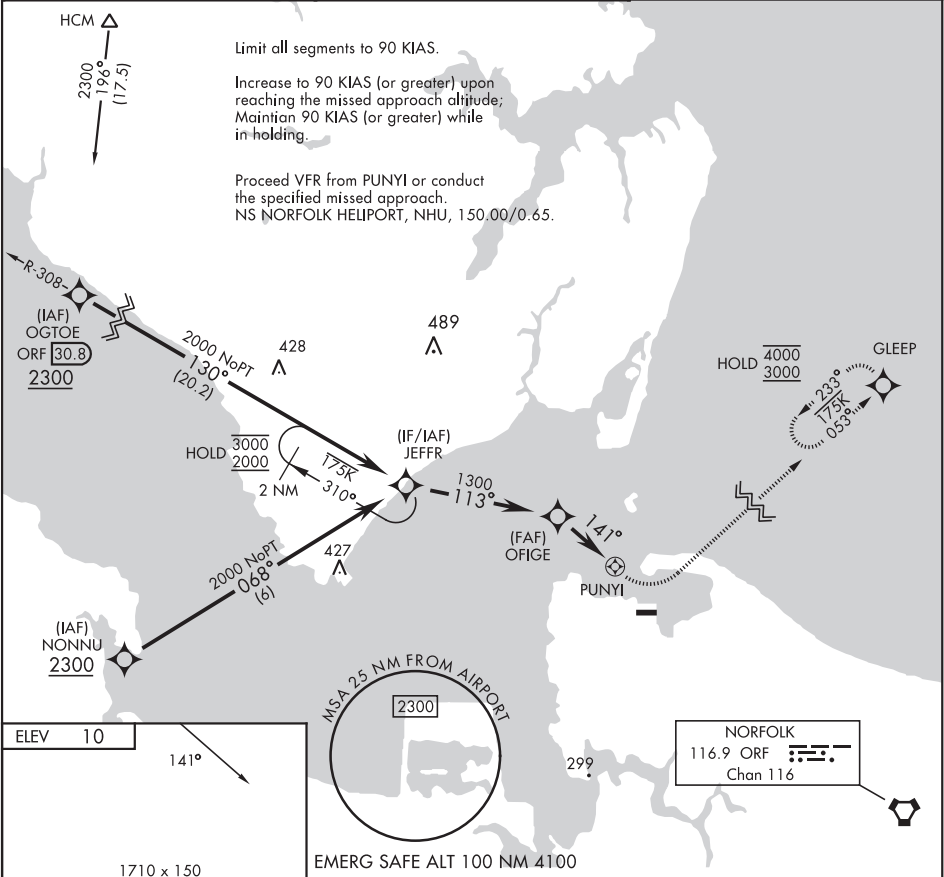 HCM
2300
196°
(17.5)
Limit all segments to 90 KIAS.
Increase to 90 KIAS (or greater) upon
reaching the missed approach altitude;
Maintian 90 KIAS (or greater) while
in holding.
Proceed VFR from PUNYI or conduct
the specified missed approach.
NS NORFOLK HELIPORT, NHU, 150.00/0.65.
R-308
(IAF)
OGTOE
ORF 30.8
2300
2000 NoPT
130°
(20.2)
428
489
HOLD 3000
2000
2 NM
175K
310°
(IF/IAF)
JEFFR
1300
113°
(FAF)
OFIGE
141°
PUNYI
HOLD 4000
3000
233°
175K
053°
GLEEP
427
2000 NoPT
068°
(6)
(IAF)
NONNU
2300
MSA 25 NM FROM AIRPORT
2300
299
NORFOLK
116.9 ORF
Chan 116
ELEV 10
141°
1710 x 150
EMERG SAFE ALT 100 NM 4100